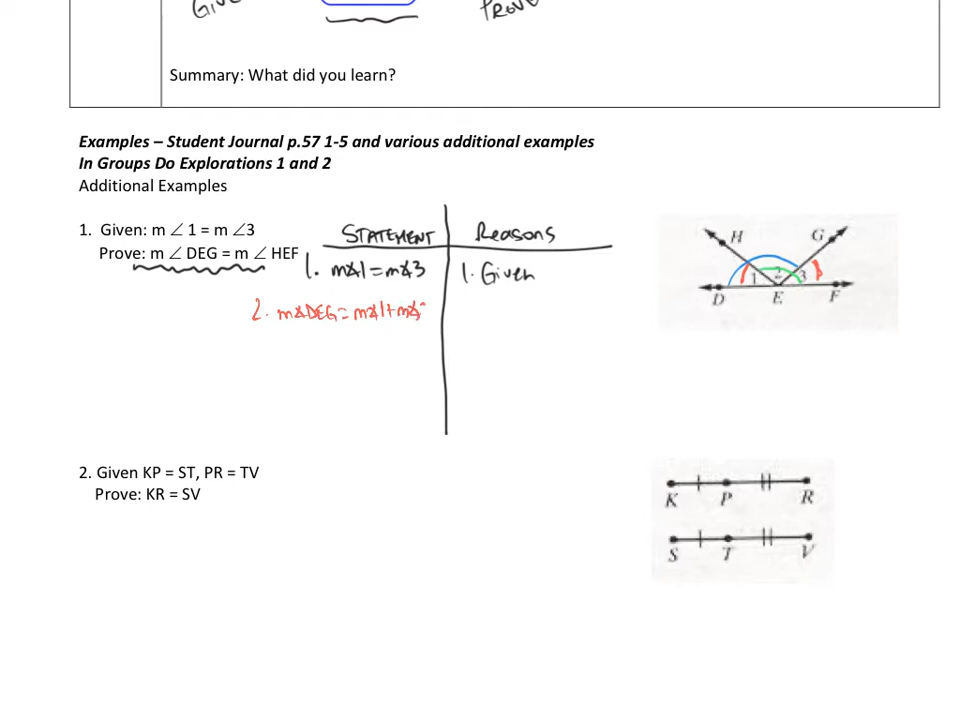 GIVE
PROVE
Summary: What did you learn?
Examples – Student Journal p.57 1-5 and various additional examples
In Groups Do Explorations 1 and 2
Additional Examples
1. Given: m ∠ 1 = m ∠3
Prove: m ∠ DEG = m ∠ HEF
STATEMENT Reasons
1. m∡1 = m∡3 1. Given
2. m∡DEG = m∡1 + m∡
H G
1 2 3
D E F
2. Given KP = ST, PR = TV
Prove: KR = SV
K P R
S T V